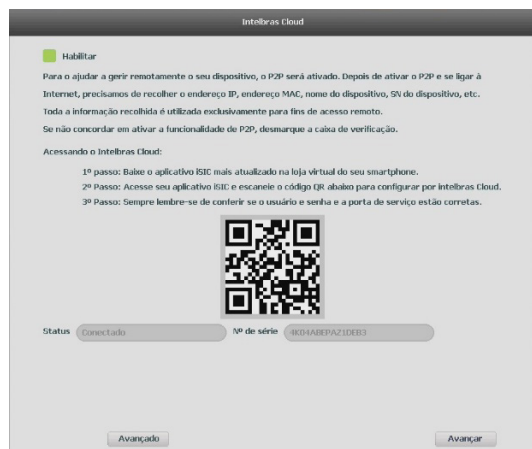 Intelbras Cloud
Habilitar
Para o ajudar a gerir remotamente o seu dispositivo, o P2P será ativado. Depois de ativar o P2P e se ligar à
Internet, precisamos de recolher o endereço IP, endereço MAC, nome do dispositivo, SN do dispositivo, etc.
Toda a informação recolhida é utilizada exclusivamente para fins de acesso remoto.
Se não concordar em ativar a funcionalidade de P2P, desmarque a caixa de verificação.
Acessando o Intelbras Cloud:
1º passo: Baixe o aplicativo iSIC mais atualizado na loja virtual do seu smartphone.
2º Passo: Acesse seu aplicativo iSIC e escaneie o código QR abaixo para configurar por intelbras Cloud.
3º Passo: Sempre lembre-se de conferir se o usuário e senha e a porta de serviço estão corretas.
Status Conectado Nº de série 4K04ABEPAZ1DEB3
Avançado Avançar